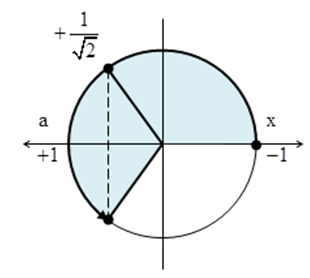 + 1/√2
a x
+1 −1